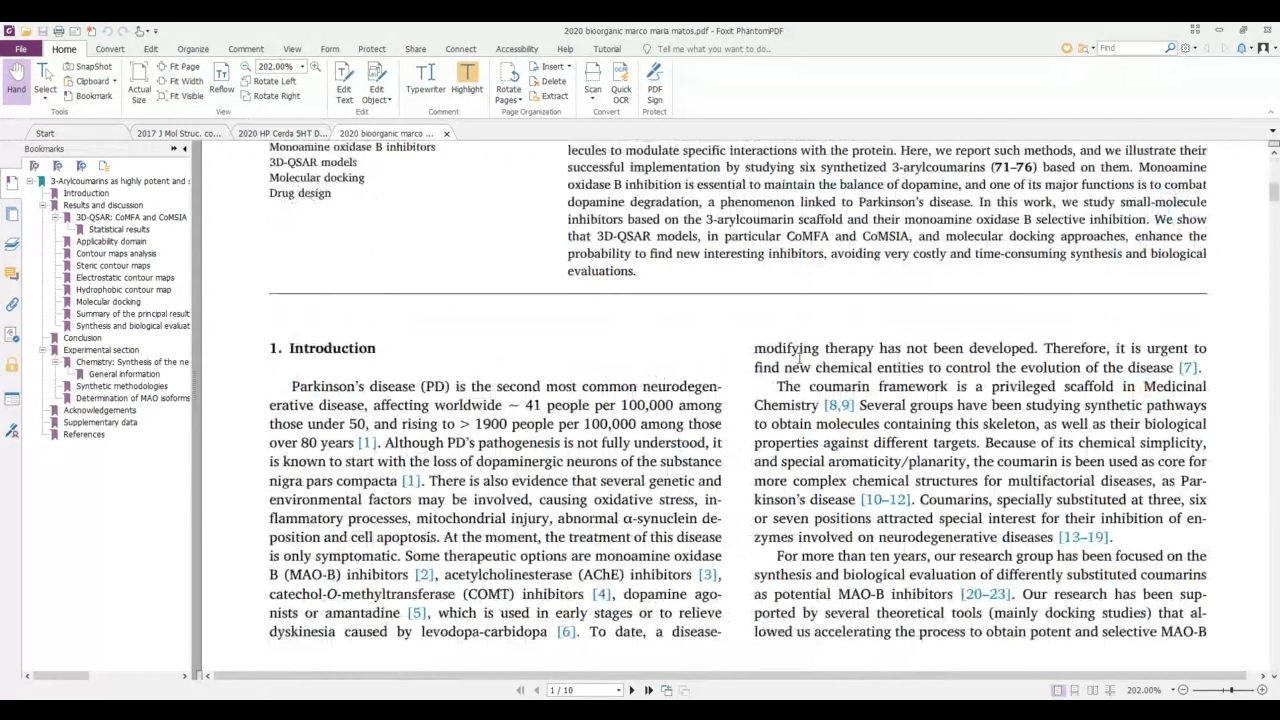 2020 bioorganic marco maria matos.pdf - Foxit PhantomPDF
File Home Convert Edit Organize Comment View Form Protect Share Connect Accessibility Help Tutorial Tell me what you want to do.. Find
Hand
Select
SnapShot
Clipboard
Bookmark
Tools
Actual Size
Fit Page
Fit Width
Fit Visible
Reflow
202.00%
Rotate Left
Rotate Right
View
Edit Text
Edit Object
Edit
Typewriter
Highlight
Comment
Rotate Pages
Insert
Delete
Extract
Page Organization
Scan
Quick OCR
Convert
PDF Sign
Protect
Start 2017 J Mol Struc. co... 2020 HP Cerda 5HT D... 2020 bioorganic marco ...
Bookmarks
3-Arylcoumarins as highly potent and s
Introduction
Results and discussion
3D-QSAR: CoMFA and CoMSIA
Statistical results
Applicability domain
Contour maps analysis
Steric contour maps
Electrostatic contour maps
Hydrophobic contour map
Molecular docking
Summary of the principal result
Synthesis and biological evaluat
Conclusion
Experimental section
Chemistry: Synthesis of the ne
General information
Synthetic methodologies
Determination of MAO isoforms
Acknowledgements
Supplementary data
References
Monoamine oxidase B inhibitors
3D-QSAR models
Molecular docking
Drug design
lecules to modulate specific interactions with the protein. Here, we report such methods, and we illustrate their
successful implementation by studying six synthetized 3-arylcoumarins (71–76) based on them. Monoamine
oxidase B inhibition is essential to maintain the balance of dopamine, and one of its major functions is to combat
dopamine degradation, a phenomenon linked to Parkinson's disease. In this work, we study small-molecule
inhibitors based on the 3-arylcoumarin scaffold and their monoamine oxidase B selective inhibition. We show
that 3D-QSAR models, in particular CoMFA and CoMSIA, and molecular docking approaches, enhance the
probability to find new interesting inhibitors, avoiding very costly and time-consuming synthesis and biological
evaluations.
1. Introduction
Parkinson's disease (PD) is the second most common neurodegen-
erative disease, affecting worldwide ~ 41 people per 100,000 among
those under 50, and rising to > 1900 people per 100,000 among those
over 80 years [1]. Although PD's pathogenesis is not fully understood, it
is known to start with the loss of dopaminergic neurons of the substance
nigra pars compacta [1]. There is also evidence that several genetic and
environmental factors may be involved, causing oxidative stress, in-
flammatory processes, mitochondrial injury, abnormal α-synuclein de-
position and cell apoptosis. At the moment, the treatment of this disease
is only symptomatic. Some therapeutic options are monoamine oxidase
B (MAO-B) inhibitors [2], acetylcholinesterase (AChE) inhibitors [3],
catechol-O-methyltransferase (COMT) inhibitors [4], dopamine ago-
nists or amantadine [5], which is used in early stages or to relieve
dyskinesia caused by levodopa-carbidopa [6]. To date, a disease-
modifying therapy has not been developed. Therefore, it is urgent to
find new chemical entities to control the evolution of the disease [7].
The coumarin framework is a privileged scaffold in Medicinal
Chemistry [8,9] Several groups have been studying synthetic pathways
to obtain molecules containing this skeleton, as well as their biological
properties against different targets. Because of its chemical simplicity,
and special aromaticity/planarity, the coumarin is been used as core for
more complex chemical structures for multifactorial diseases, as Par-
kinson's disease [10–12]. Coumarins, specially substituted at three, six
or seven positions attracted special interest for their inhibition of en-
zymes involved on neurodegenerative diseases [13–19].
For more than ten years, our research group has been focused on the
synthesis and biological evaluation of differently substituted coumarins
as potential MAO-B inhibitors [20–23]. Our research has been sup-
ported by several theoretical tools (mainly docking studies) that al-
lowed us accelerating the process to obtain potent and selective MAO-B
1 / 10
202.00%